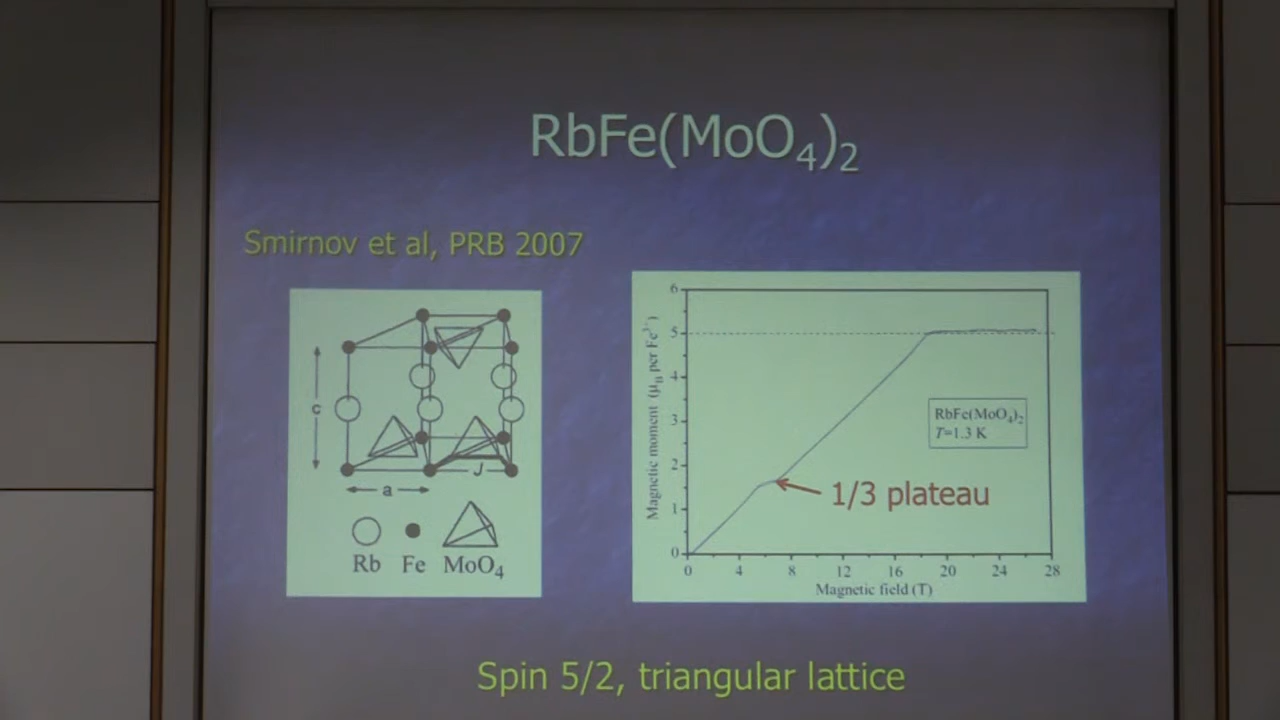 RbFe(MoO₄)₂
Smirnov et al, PRB 2007
c
J
a
Rb Fe MoO₄
Magnetic moment (μB per Fe³⁺)
6
5
4
3
2
1
0
RbFe(MoO₄)₂
T=1.3 K
1/3 plateau
0 4 8 12 16 20 24 28
Magnetic field (T)
Spin 5/2, triangular lattice